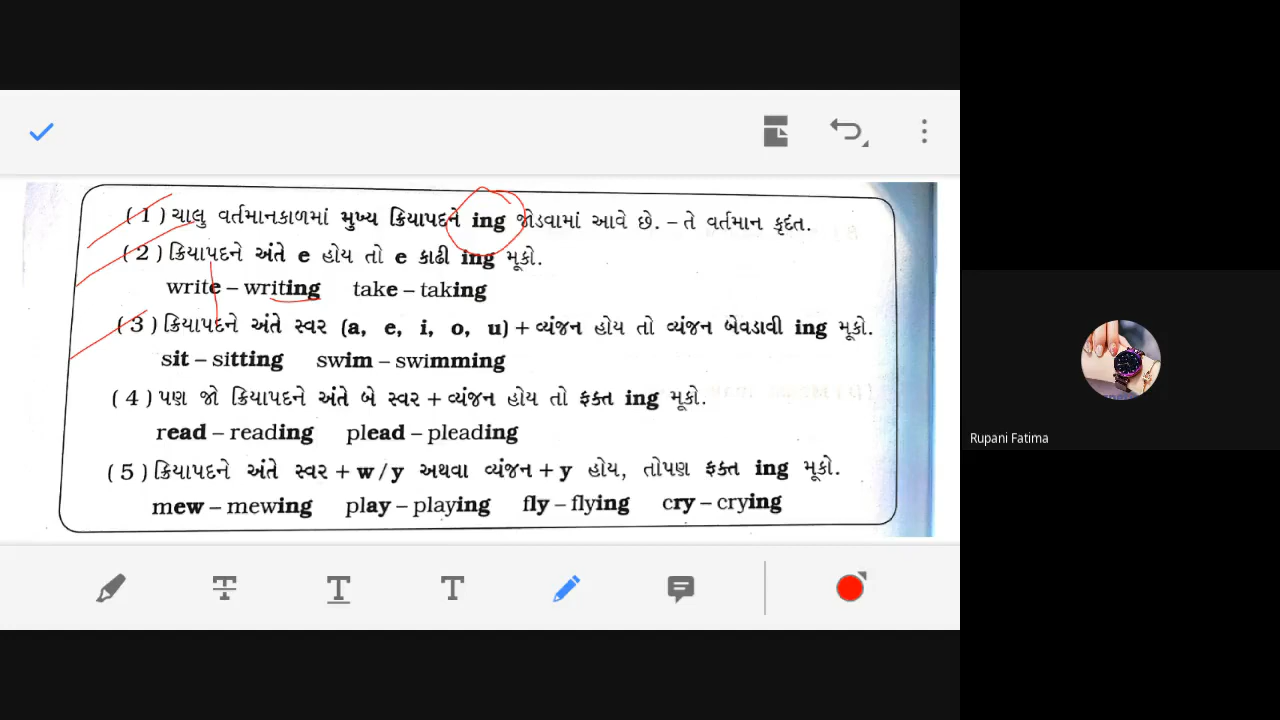 ( 1 ) ચાલુ વર્તમાનકાળમાં મુખ્ય ક્રિયાપદને ing જોડવામાં આવે છે. – તે વર્તમાન કૃદંત.
( 2 ) ક્રિયાપદને અંતે e હોય તો e કાઢી ing મૂકો.
write – writing take – taking
( 3 ) ક્રિયાપદને અંતે સ્વર (a, e, i, o, u) + વ્યંજન હોય તો વ્યંજન બેવડાવી ing મૂકો.
sit – sitting swim – swimming
( 4 ) પણ જો ક્રિયાપદને અંતે બે સ્વર + વ્યંજન હોય તો ફક્ત ing મૂકો.
read – reading plead – pleading
( 5 ) ક્રિયાપદને અંતે સ્વર + w / y અથવા વ્યંજન + y હોય, તોપણ ફક્ત ing મૂકો.
mew – mewing play – playing fly – flying cry – crying
T T T
Rupani Fatima